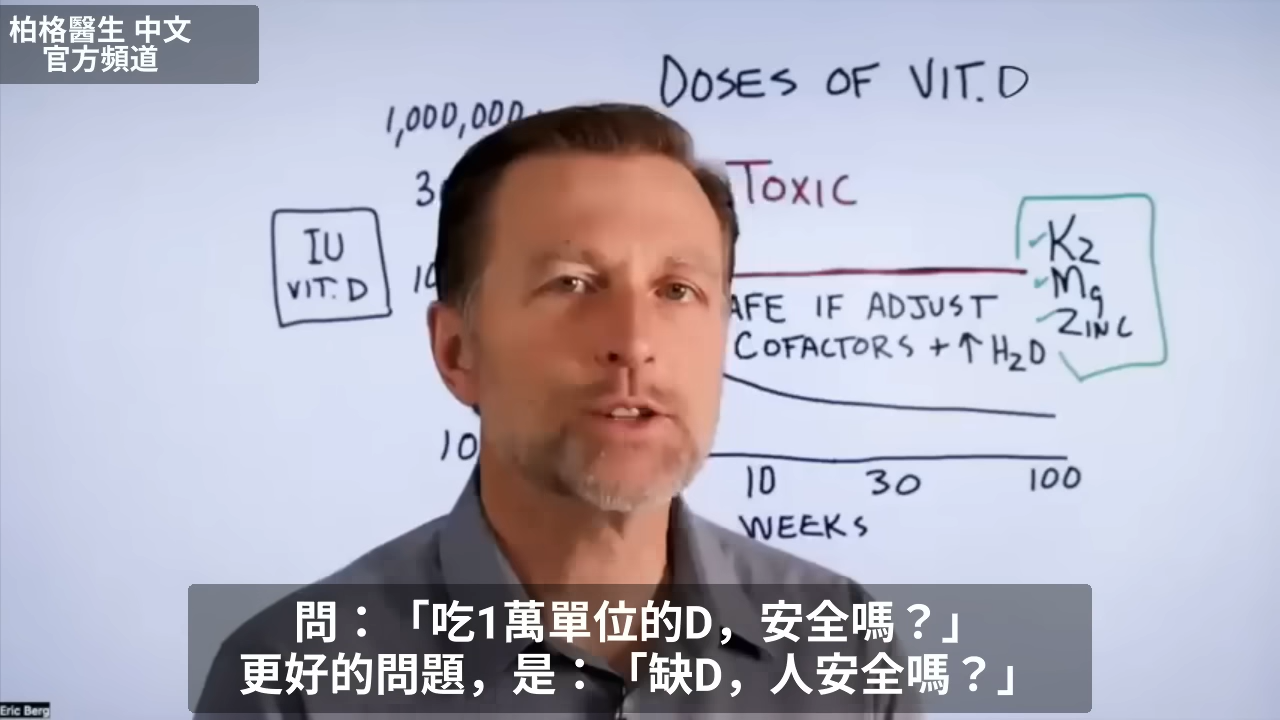 柏格醫生 中文
官方頻道
DOSES OF VIT. D
1,000,000
TOXIC
IU
VIT. D
K2
Mg
ZINC
AFE IF ADJUST
COFACTORS + ↑ H2O
10 30 100
WEEKS
問：「吃1萬單位的D，安全嗎？」
更好的問題，是：「缺D，人安全嗎？」
Eric Berg